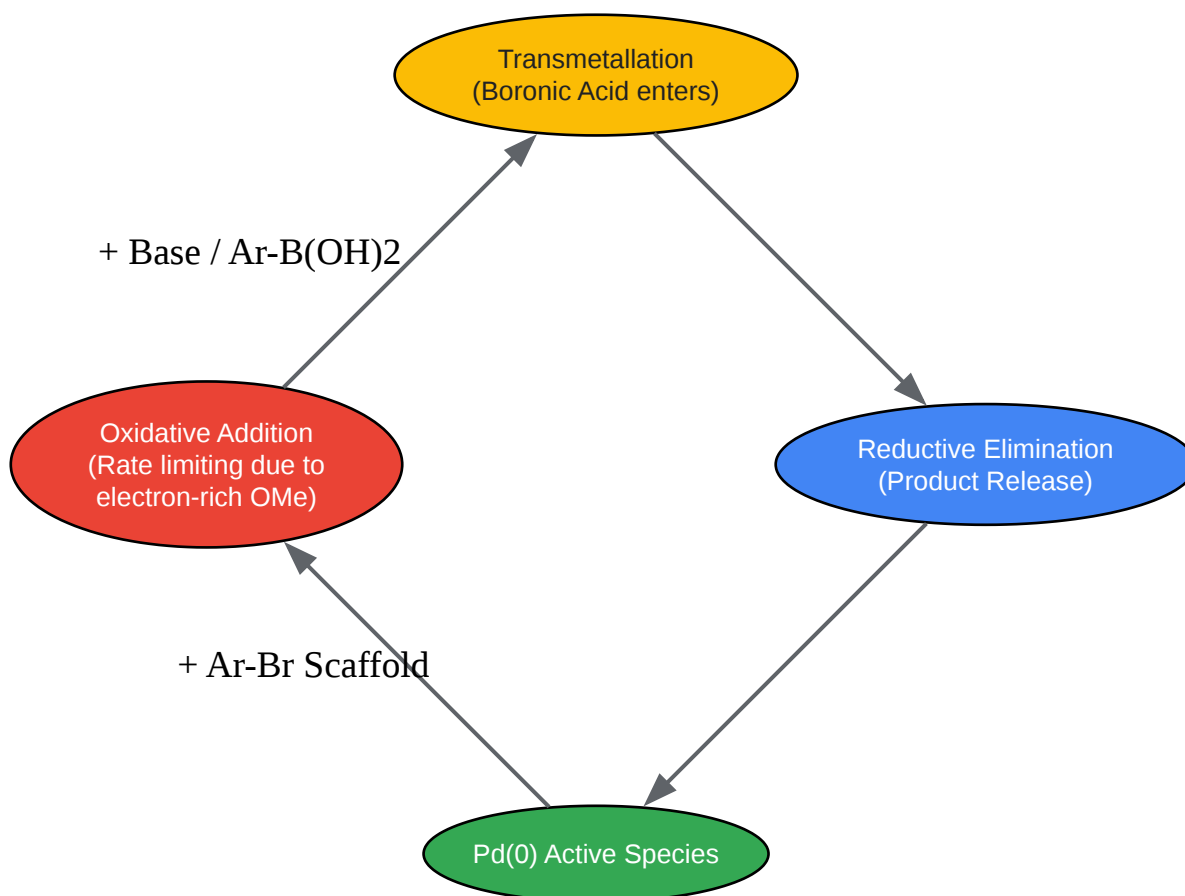 Transmetallation
(Boronic Acid enters)
+ Base / Ar-B(OH)2
Oxidative Addition
(Rate limiting due to
electron-rich OMe)
Reductive Elimination
(Product Release)
+ Ar-Br Scaffold
Pd(0) Active Species